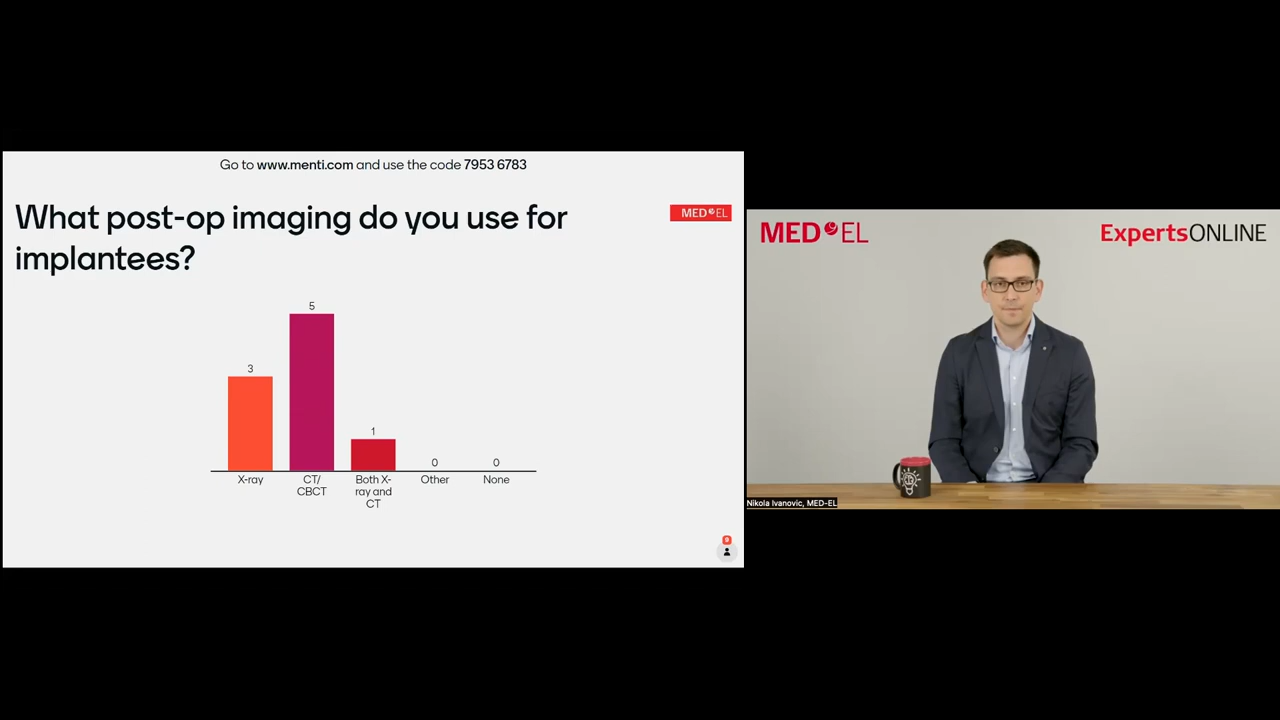 Go to www.menti.com and use the code 7953 6783
What post-op imaging do you use for
implantees?
MED EL
5
3
1
0
0
X-ray
CT/
CBCT
Both X-
ray and
CT
Other
None
9
MED EL
ExpertsONLINE
Nikola Ivanovic, MED-EL